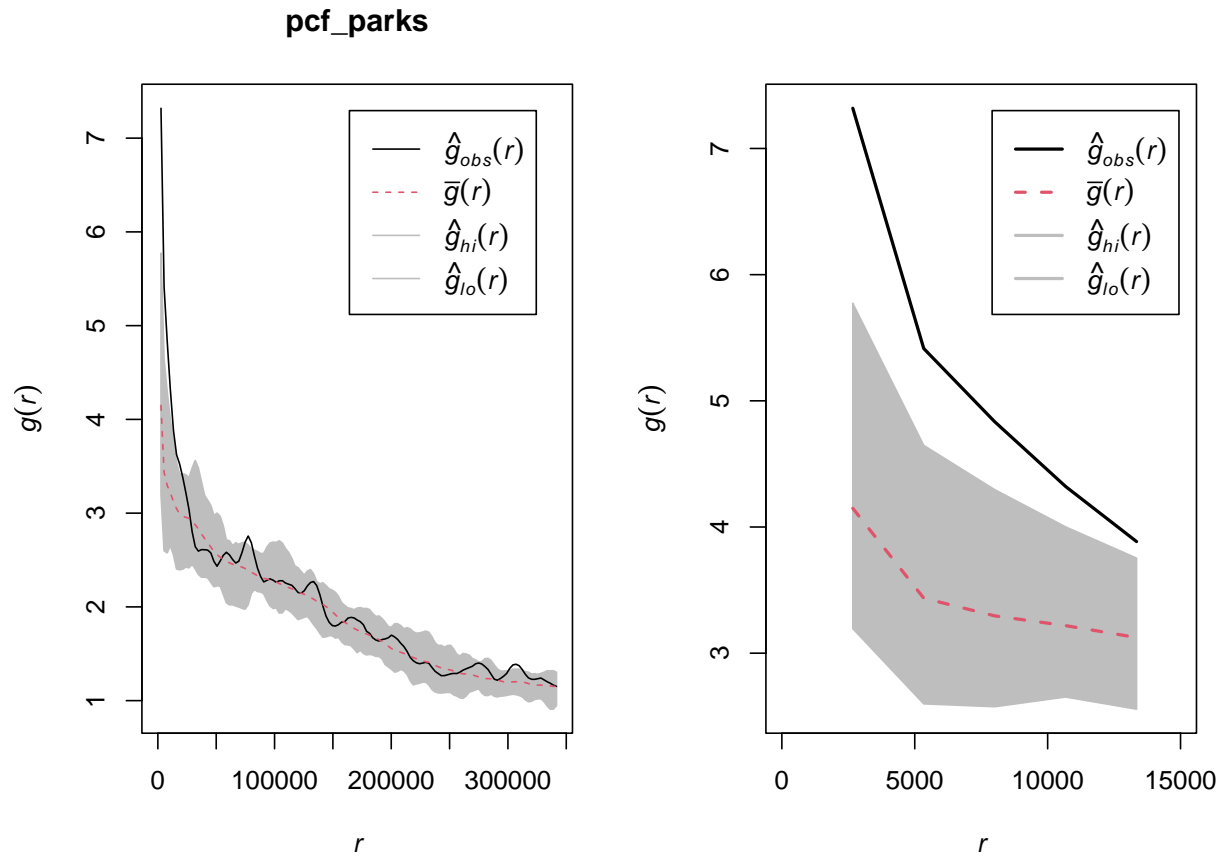 pcf_parks
g(r)
7
6
5
4
3
2
1
0
100000
200000
300000
r
ĝobs(r)
g̅(r)
ĝhi(r)
ĝlo(r)
g(r)
7
6
5
4
3
0
5000
10000
15000
r
ĝobs(r)
g̅(r)
ĝhi(r)
ĝlo(r)